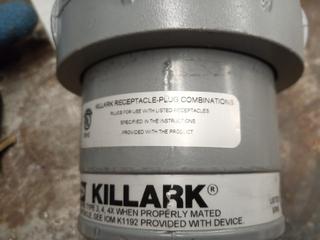 KILLARK RECEPTACLE-PLUG COMBINATIONS
PLUGS FOR USE WITH LISTED RECEPTACLES
SPECIFIED IN THE INSTRUCTIONS
PROVIDED WITH THE PRODUCT
KILLARK®
TYPE 3, 4, 4X WHEN PROPERLY MATED
SEE IOM K1192 PROVIDED WITH DEVICE.